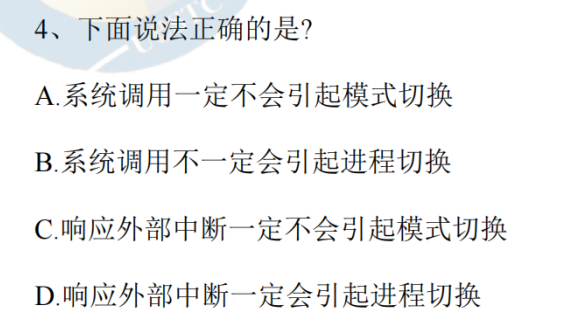 4、下面说法正确的是?
A.系统调用一定不会引起模式切换
B.系统调用不一定会引起进程切换
C.响应外部中断一定不会引起模式切换
D.响应外部中断一定会引起进程切换